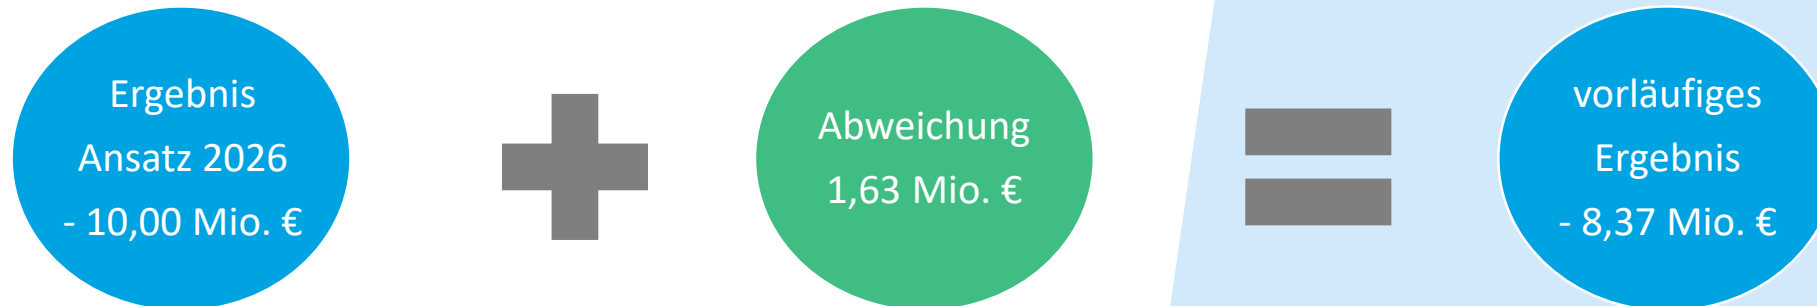 Ergebnis
Ansatz 2026
- 10,00 Mio. €
Abweichung
1,63 Mio. €
vorläufiges
Ergebnis
- 8,37 Mio. €